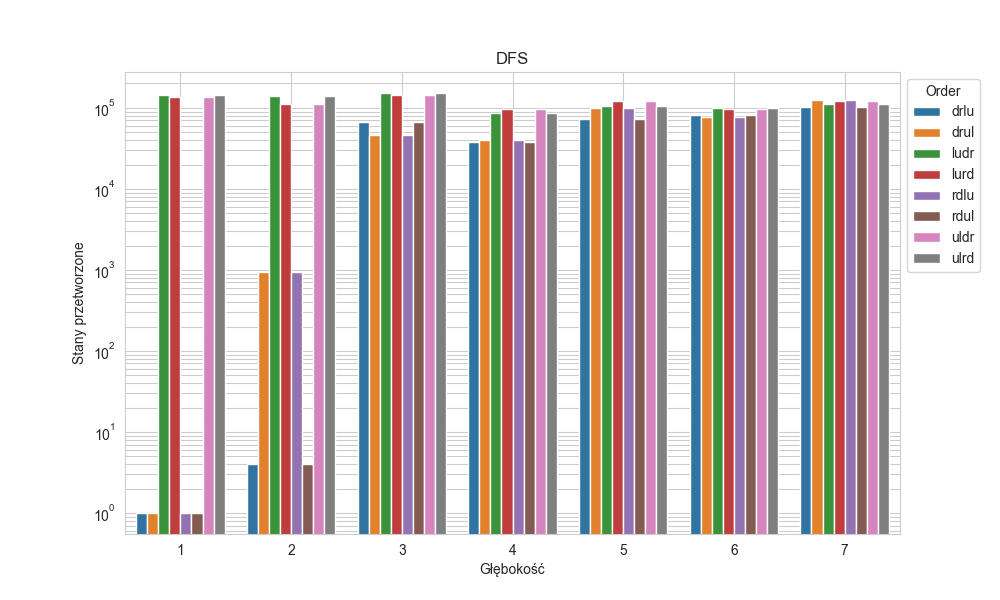 DFS
Stany przetworzone
10^5
10^4
10^3
10^2
10^1
10^0
1 2 3 4 5 6 7
Głębokość
Order
drlu
drul
ludr
lurd
rdlu
rdul
uldr
ulrd